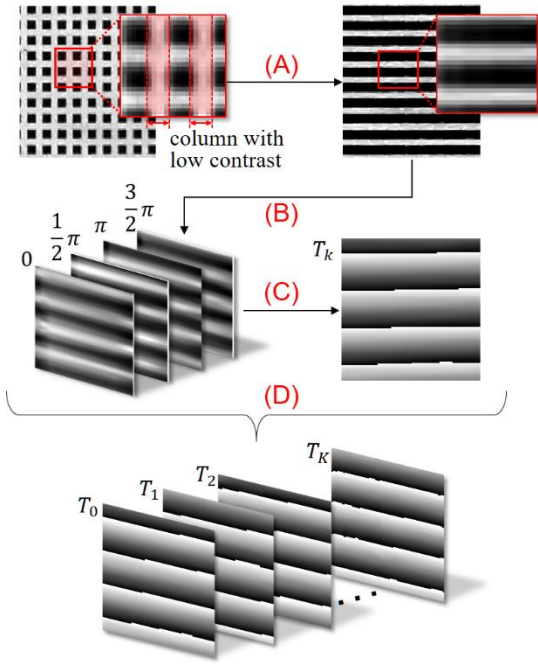 (A)
column with
low contrast
(B)
0
1/2 π
π
3/2 π
(C)
T_k
(D)
T_0
T_1
T_2
T_K